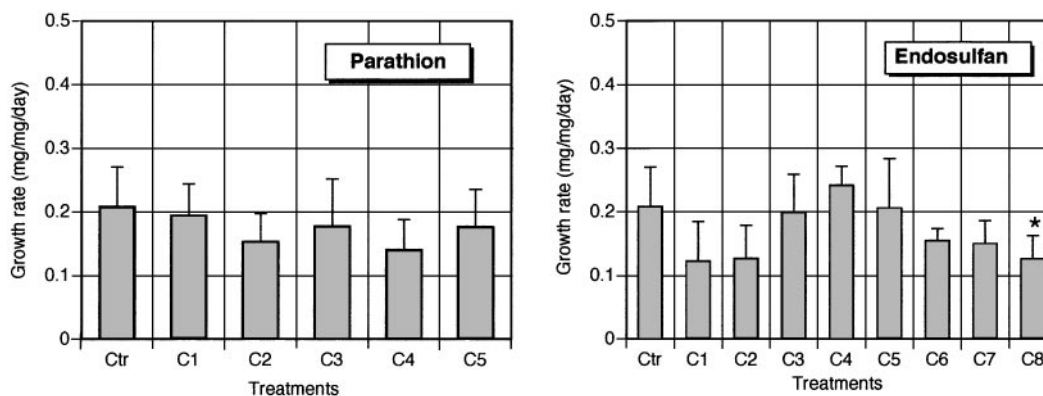 Parathion
Growth rate (mg/mg/day)
0.5
0.4
0.3
0.2
0.1
0
Ctr C1 C2 C3 C4 C5
Treatments
Endosulfan
Growth rate (mg/mg/day)
0.5
0.4
0.3
0.2
0.1
0
*
Ctr C1 C2 C3 C4 C5 C6 C7 C8
Treatments